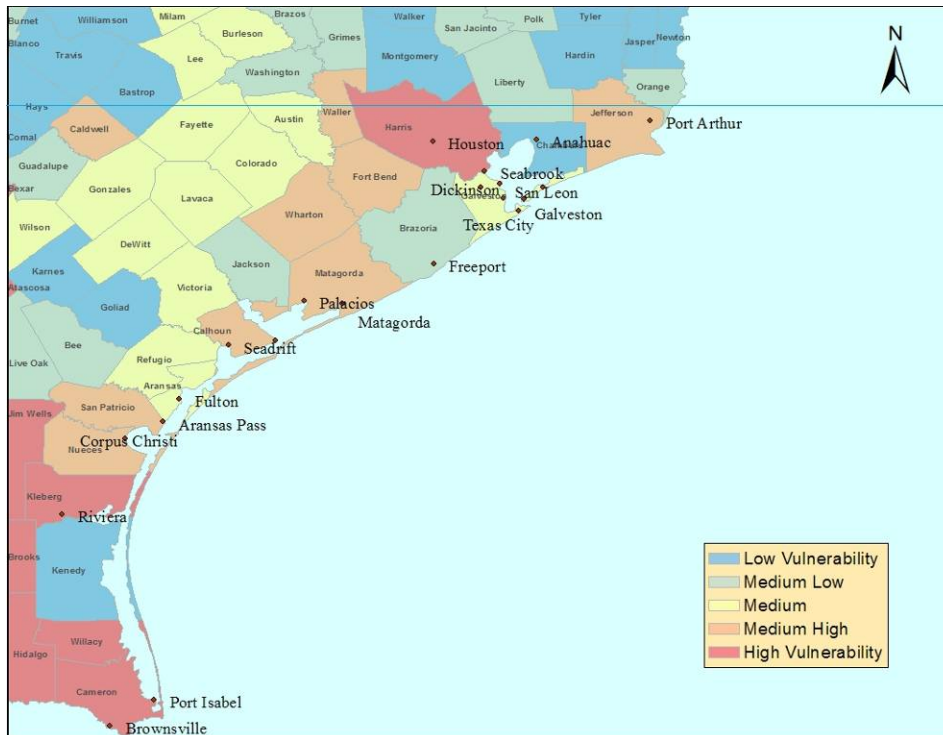 Burnet
Williamson
Milam
Brazos
Walker
Polk
Tyler
Burleson
Grimes
San Jacinto
Jasper
Newton
N
Blanco
Travis
Lee
Montgomery
Hardin
Washington
Liberty
Bastrop
Orange
Hays
Waller
Jefferson
Austin
Port Arthur
Caldwell
Fayette
Harris
Comal
Houston
Anahuac
Guadalupe
Colorado
Fort Bend
Seabrook
Bexar
Gonzales
Dickinson
San Leon
Lavaca
Galveston
Galveston
Wharton
Texas City
Wilson
Brazoria
DeWitt
Jackson
Freeport
Karnes
Matagorda
Atascosa
Victoria
Goliad
Palacios
Matagorda
Calhoun
Bee
Seadrift
Refugio
Live Oak
Aransas
Fulton
San Patricio
Jim Wells
Aransas Pass
Corpus Christi
Nueces
Kleberg
Riviera
Brooks
Kenedy
Willacy
Hidalgo
Cameron
Port Isabel
Brownsville
Low Vulnerability
Medium Low
Medium
Medium High
High Vulnerability